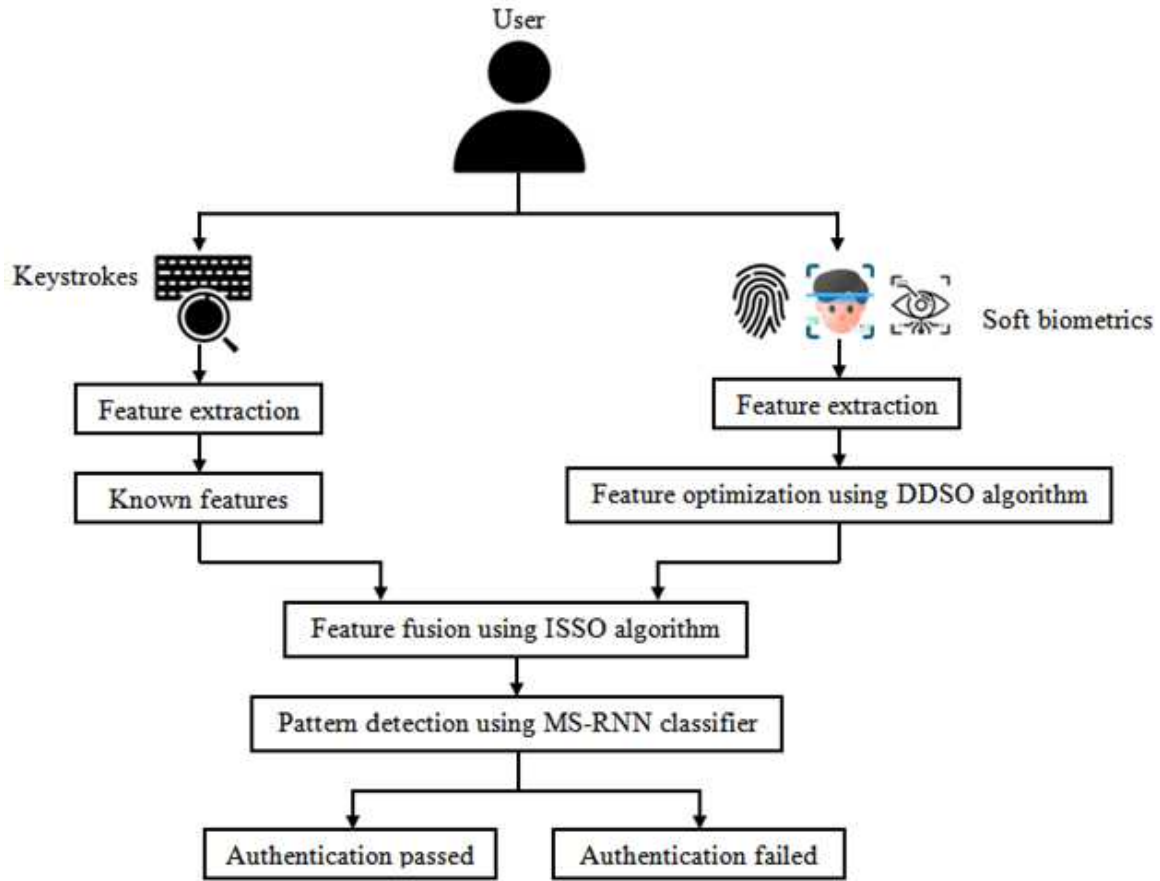 User
Keystrokes
Soft biometrics
Feature extraction
Feature extraction
Known features
Feature optimization using DDSO algorithm
Feature fusion using ISSO algorithm
Pattern detection using MS-RNN classifier
Authentication passed
Authentication failed